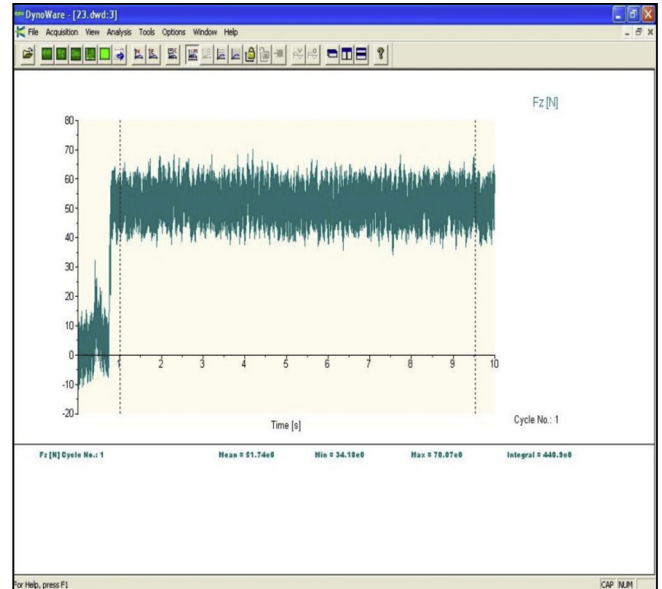 DynoWare - [23.dwd:3]
File Acquisition View Analysis Tools Options Window Help
Fz [N]
80
70
60
50
40
30
20
10
0
-10
-20
1 2 3 4 5 6 7 8 9 10
Time [s]
Cycle No.: 1
Fz [N] Cycle No.: 1 Mean = 51.74e0 Min = 34.18e0 Max = 70.07e0 Integral = 440.9e0
For Help, press F1 CAP NUM